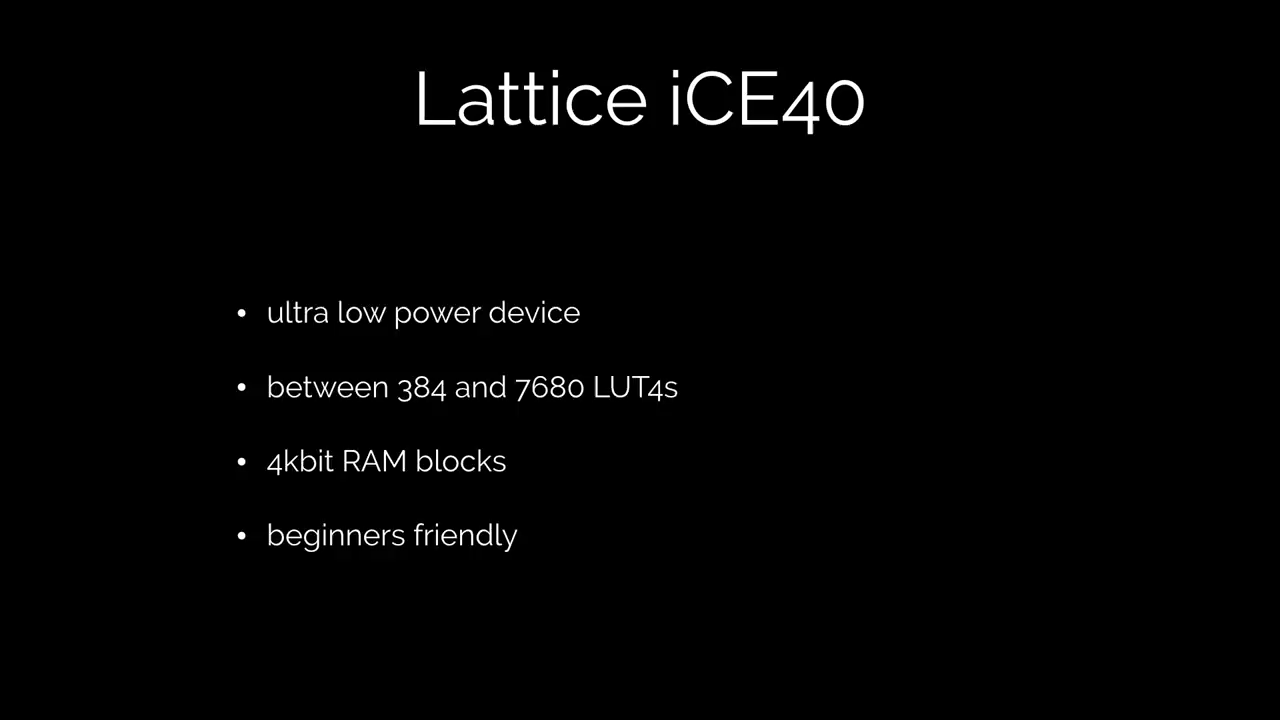 Lattice iCE40
• ultra low power device
• between 384 and 7680 LUT4s
• 4kbit RAM blocks
• beginners friendly